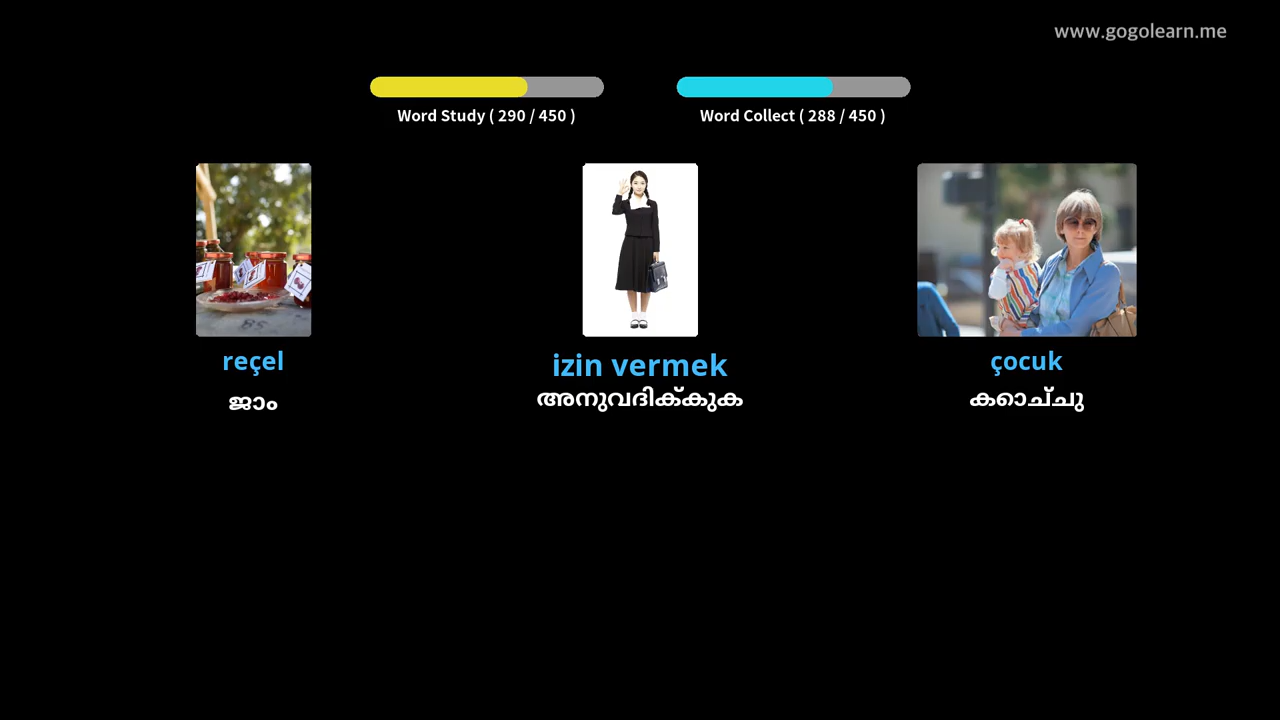 www.gogolearn.me
Word Study ( 290 / 450 )
Word Collect ( 288 / 450 )
reçel
izin vermek
çocuk
ജാം
അനുവദിക്കുക
കൊച്ചു